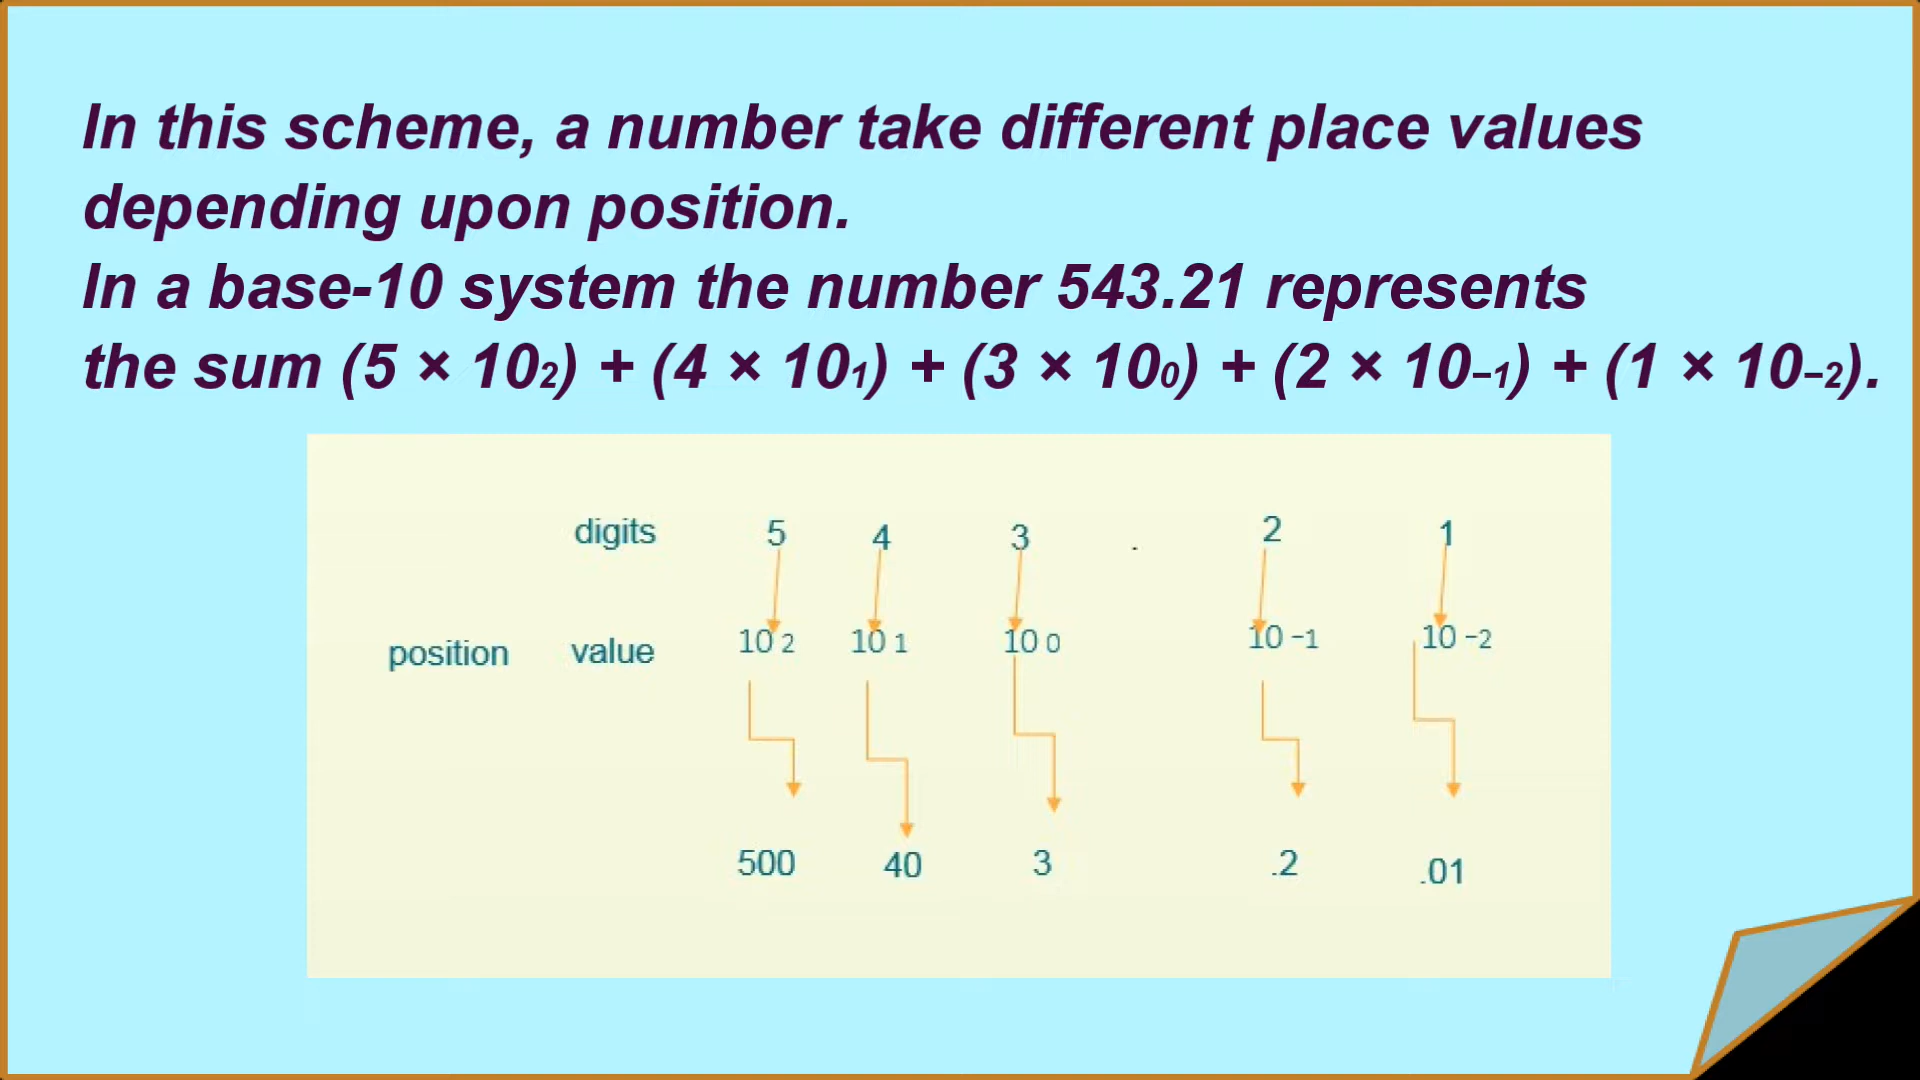 In this scheme, a number take different place values
depending upon position.
In a base-10 system the number 543.21 represents
the sum (5 × 10₂) + (4 × 10₁) + (3 × 10₀) + (2 × 10₋₁) + (1 × 10₋₂).
digits 5 4 3 . 2 1
position value 10 2 10 1 10 0 10 −1 10 −2
500 40 3 .2 .01